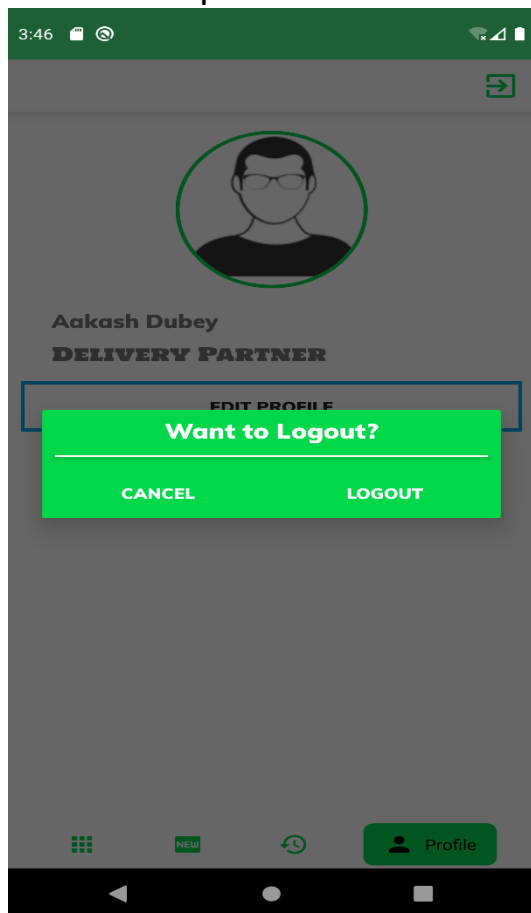 3:46
Aakash Dubey
DELIVERY PARTNER
EDIT PROFILE
Want to Logout?
CANCEL LOGOUT
NEW
Profile